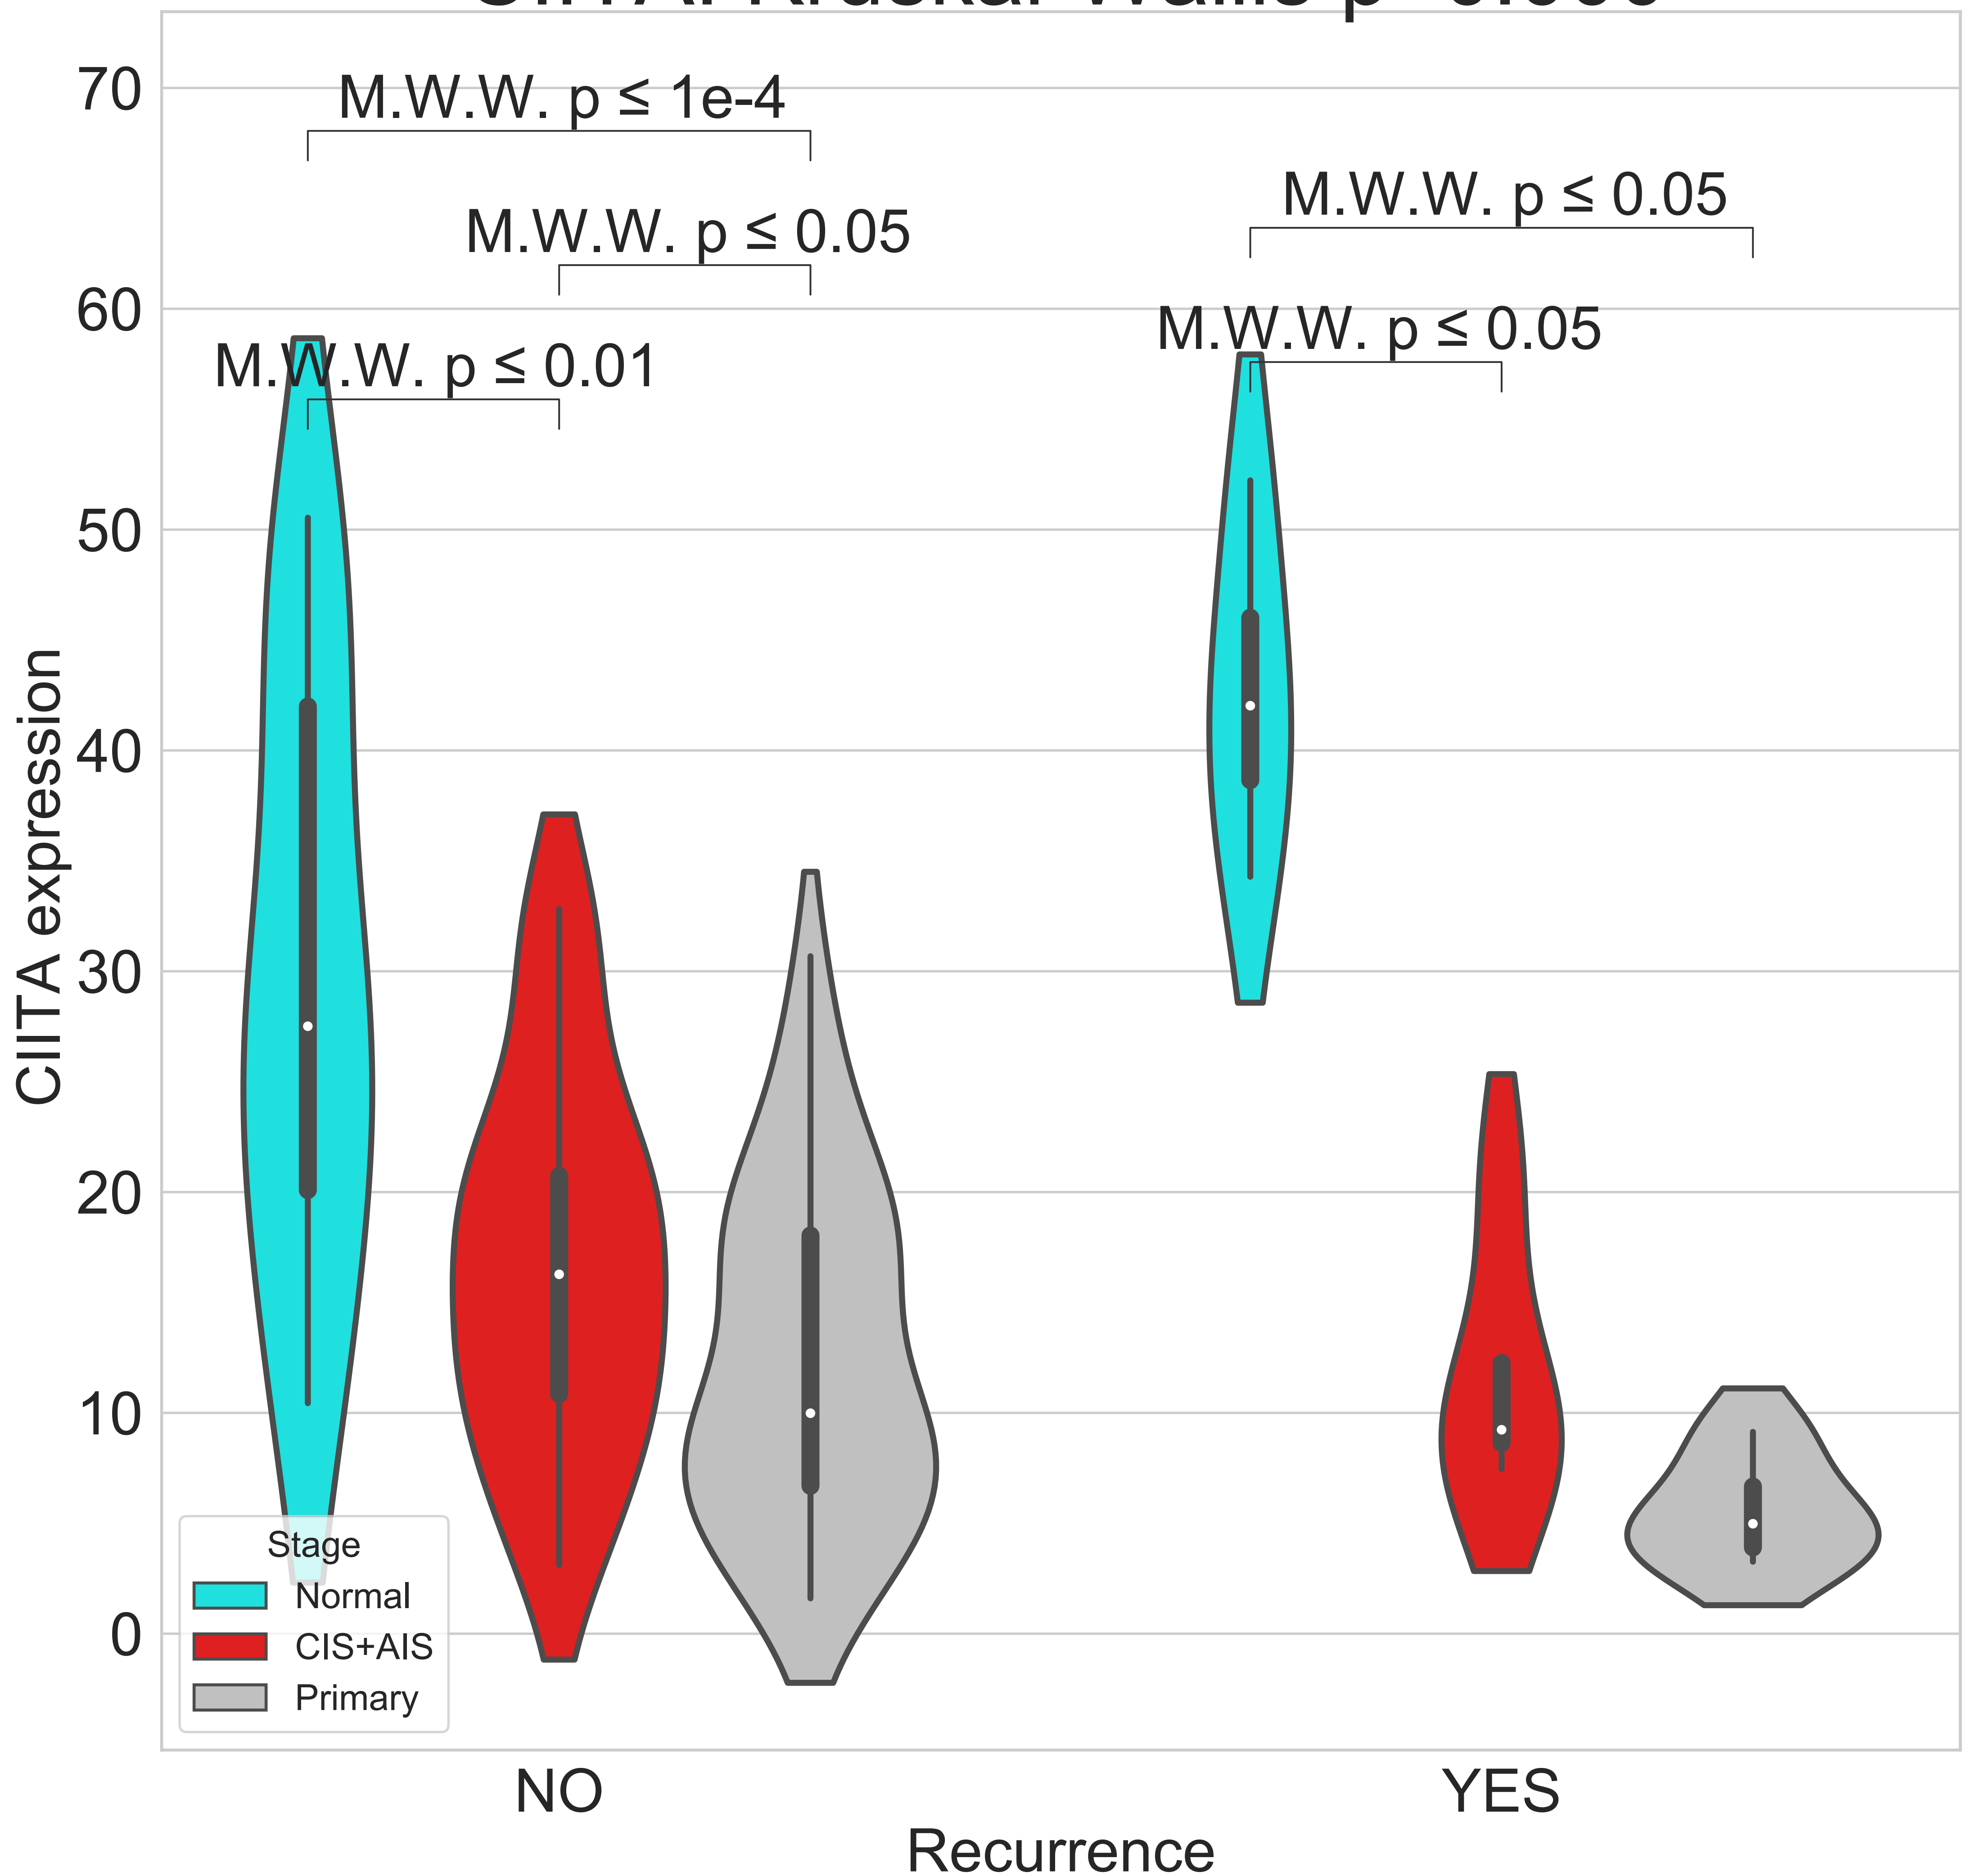 70
M.W.W. p ≤ 1e-4
M.W.W. p ≤ 0.05
M.W.W. p ≤ 0.05
60
M.W.W. p ≤ 0.05
M.W.W. p ≤ 0.01
50
40
30
20
10
0
CIITA expression
Stage
Normal
CIS+AIS
Primary
NO
YES
Recurrence